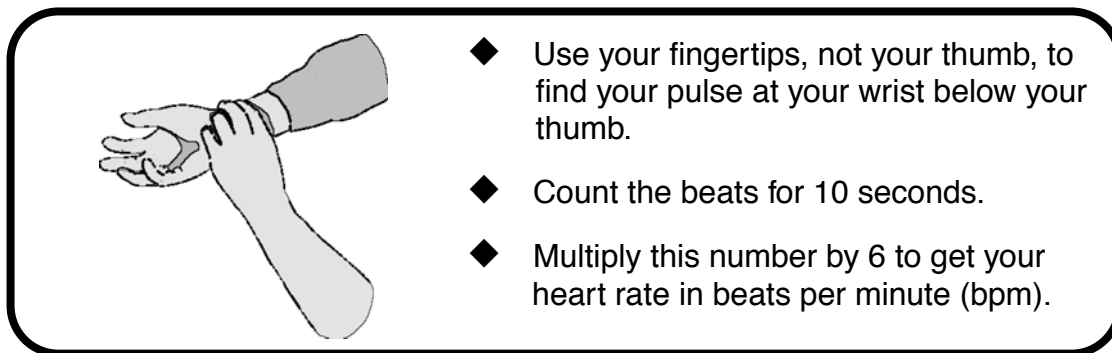 ◆ Use your fingertips, not your thumb, to
find your pulse at your wrist below your
thumb.
◆ Count the beats for 10 seconds.
◆ Multiply this number by 6 to get your
heart rate in beats per minute (bpm).